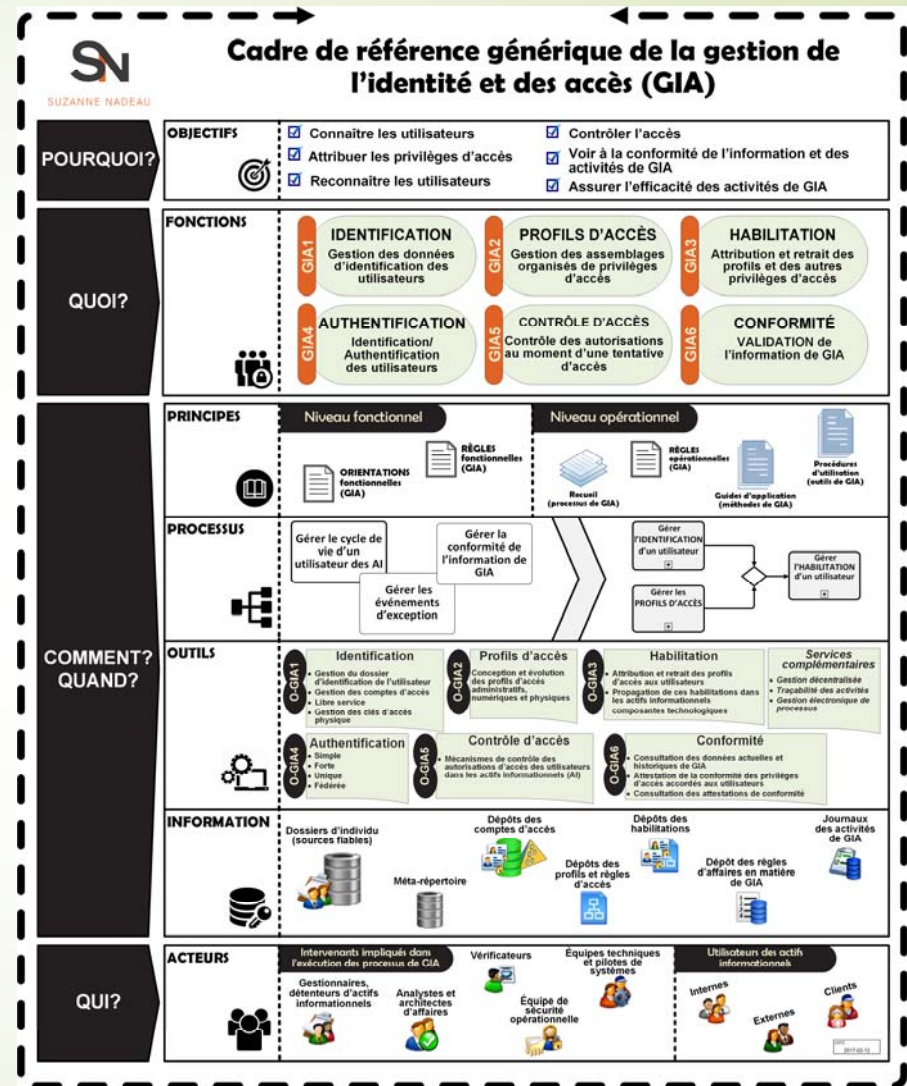 SN
SUZANNE NADEAU
Cadre de référence générique de la gestion de
l'identité et des accès (GIA)
POURQUOI?
OBJECTIFS
Connaître les utilisateurs
Attribuer les privilèges d'accès
Reconnaître les utilisateurs
Contrôler l'accès
Voir à la conformité de l'information et des
activités de GIA
Assurer l'efficacité des activités de GIA
QUOI?
FONCTIONS
GIA1
IDENTIFICATION
Gestion des données
d'identification des
utilisateurs
GIA2
PROFILS D'ACCÈS
Gestion des assemblages
organisés de privilèges
d'accès
GIA3
HABILITATION
Attribution et retrait des
profils et des autres
privilèges d'accès
GIA4
AUTHENTIFICATION
Identification/
Authentification
des utilisateurs
GIA5
CONTRÔLE D'ACCÈS
Contrôle des autorisations
au moment d'une tentative
d'accès
GIA6
CONFORMITÉ
VALIDATION de
l'information de GIA
COMMENT?
QUAND?
PRINCIPES
Niveau fonctionnel
ORIENTATIONS
fonctionnelles
(GIA)
RÈGLES
fonctionnelles
(GIA)
Niveau opérationnel
Recueil
(processus de GIA)
RÈGLES
opérationnelles
(GIA)
Guides d'application
(méthodes de GIA)
Procédures
d'utilisation
(outils de GIA)
PROCESSUS
Gérer le cycle de
vie d'un
utilisateur des AI
Gérer les
événements
d'exception
Gérer la
conformité de
l'information de
GIA
Gérer
l'IDENTIFICATION
d'un utilisateur
Gérer les
PROFILS D'ACCÈS
Gérer
l'HABILITATION
d'un utilisateur
OUTILS
O-GIA1
Identification
• Gestion du dossier
d'identification de l'utilisateur
• Gestion des comptes d'accès
• Libre service
• Gestion des clés d'accès
physique
O-GIA2
Profils d'accès
Conception et évolution
des profils d'accès
administratifs,
numériques et physiques
O-GIA3
Habilitation
• Attribution et retrait des profils
d'accès aux utilisateurs
• Propagation de ces habilitations dans
les actifs informationnels
composantes technologiques
Services
complémentaires
• Gestion décentralisée
• Traçabilité des activités
• Gestion électronique de
processus
O-GIA4
Authentification
• Simple
• Forte
• Unique
• Fédérée
O-GIA5
Contrôle d'accès
• Mécanismes de contrôle des
autorisations d'accès des utilisateurs
dans les actifs informationnels (AI)
O-GIA6
Conformité
• Consultation des données actuelles et
historiques de GIA
• Attestation de la conformité des privilèges
d'accès accordés aux utilisateurs
• Consultation des attestations de conformité
INFORMATION
Dossiers d'individu
(sources fiables)
Méta-répertoire
Dépôts des
comptes d'accès
Dépôts des
profils et règles
d'accès
Dépôts des
habilitations
Dépôt des règles
d'affaires en matière
de GIA
Journaux
des activités
de GIA
QUI?
ACTEURS
Intervenants impliqués dans
l'exécution des processus de GIA
Gestionnaires,
détenteurs d'actifs
informationnels
Analystes et
architectes
d'affaires
Vérificateurs
Équipe de
sécurité
opérationnelle
Équipes techniques
et pilotes de
systèmes
Utilisateurs des actifs
informationnels
Internes
Externes
Clients